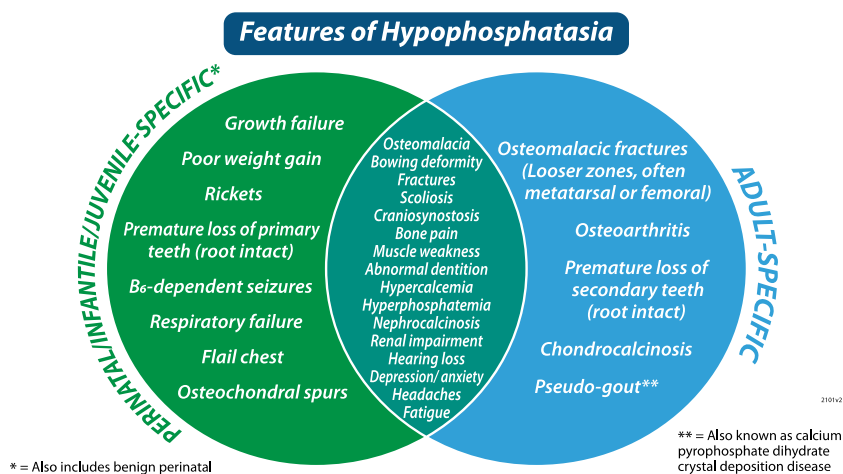 Features of Hypophosphatasia
PERINATAL/INFANTILE/JUVENILE-SPECIFIC*
Growth failure
Poor weight gain
Rickets
Premature loss of primary
teeth (root intact)
B₆-dependent seizures
Respiratory failure
Flail chest
Osteochondral spurs
Osteomalacia
Bowing deformity
Fractures
Scoliosis
Craniosynostosis
Bone pain
Muscle weakness
Abnormal dentition
Hypercalcemia
Hyperphosphatemia
Nephrocalcinosis
Renal impairment
Hearing loss
Depression/ anxiety
Headaches
Fatigue
Osteomalacic fractures
(Looser zones, often
metatarsal or femoral)
Osteoarthritis
Premature loss of
secondary teeth
(root intact)
Chondrocalcinosis
Pseudo-gout**
ADULT-SPECIFIC
2101v2
* = Also includes benign perinatal
** = Also known as calcium
pyrophosphate dihydrate
crystal deposition disease